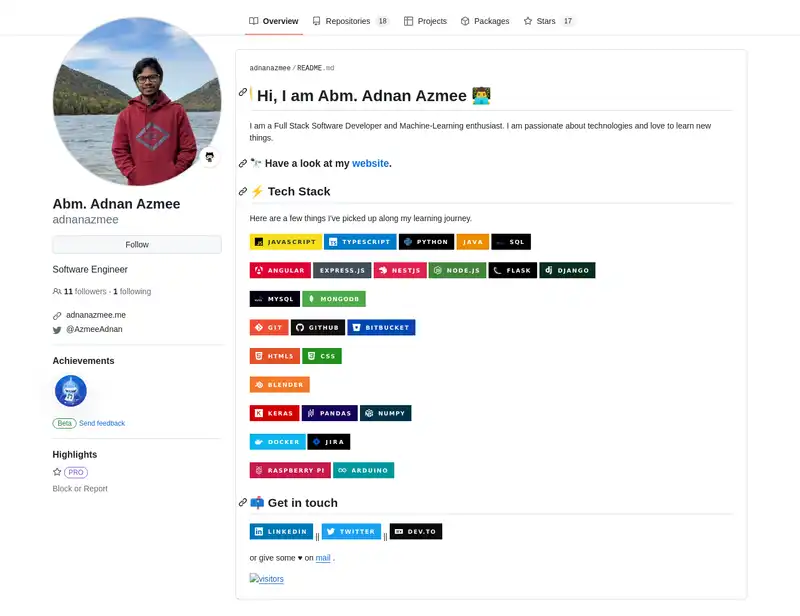 Overview Repositories 18 Projects Packages Stars 17
Abm. Adnan Azmee
adnanazmee
Follow
Software Engineer
11 followers · 1 following
adnanazmee.me
@AzmeeAdnan
Achievements
Beta Send feedback
Highlights
PRO
Block or Report
adnanazmee / README.md
Hi, I am Abm. Adnan Azmee 👨‍💻
I am a Full Stack Software Developer and Machine-Learning enthusiast. I am passionate about technologies and love to learn new
things.
🔭 Have a look at my website.
⚡ Tech Stack
Here are a few things I've picked up along my learning journey.
JAVASCRIPT TYPESCRIPT PYTHON JAVA SQL
ANGULAR EXPRESS.JS NESTJS NODE.JS FLASK DJANGO
MYSQL MONGODB
GIT GITHUB BITBUCKET
HTML5 CSS
BLENDER
KERAS PANDAS NUMPY
DOCKER JIRA
RASPBERRY PI ARDUINO
📫 Get in touch
LINKEDIN || TWITTER || DEV.TO
or give some ♥ on mail .
visitors